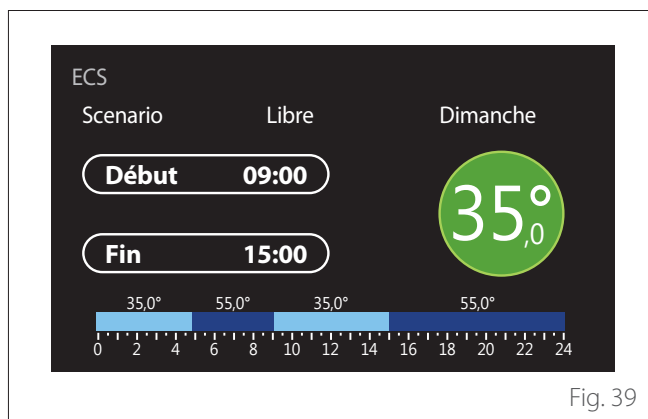 ECS
Scenario Libre Dimanche
Début 09:00
35°,0
Fin 15:00
35,0° 55,0° 35,0° 55,0°
0 2 4 6 8 10 12 14 16 18 20 22 24
Fig. 39